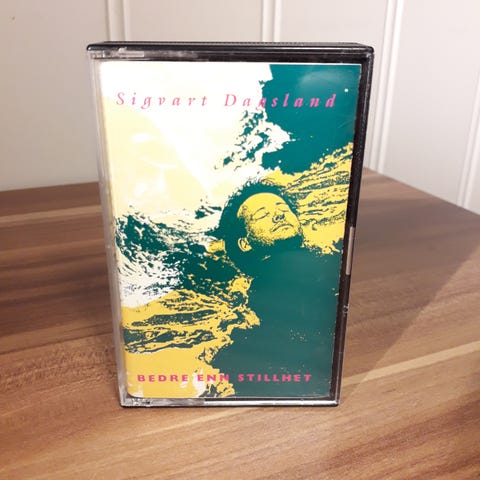 Sigvart Dagsland
BEDRE ENN STILLHET